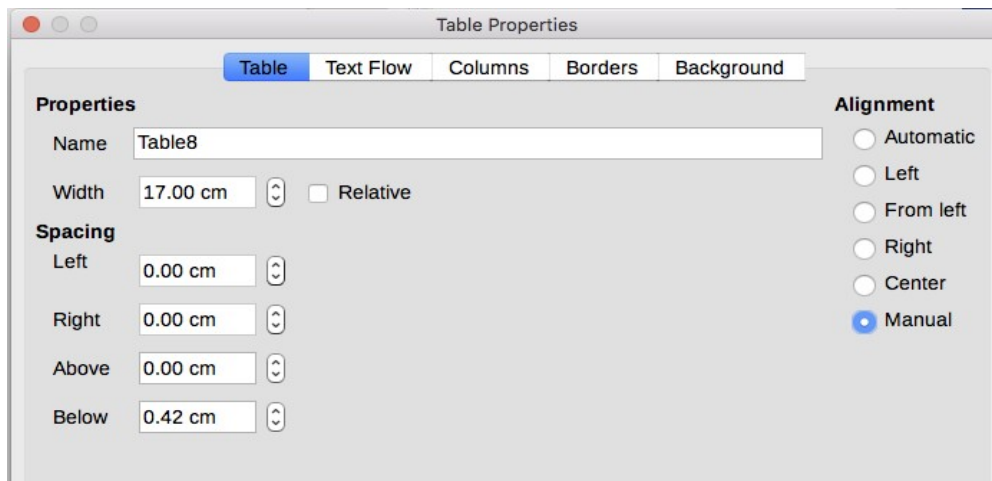 Table Properties
Table Text Flow Columns Borders Background
Properties
Name Table8
Width 17.00 cm Relative
Spacing
Left 0.00 cm
Right 0.00 cm
Above 0.00 cm
Below 0.42 cm
Alignment
Automatic
Left
From left
Right
Center
Manual